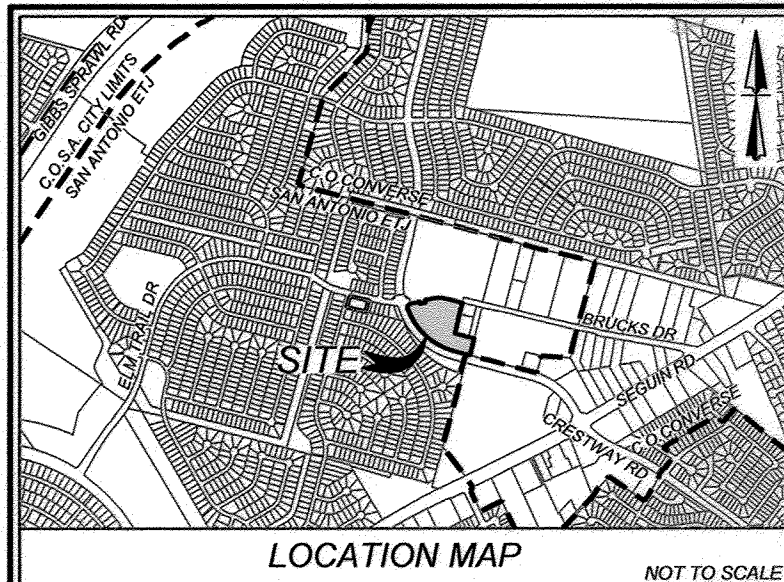 GIBBS SPRAWL RD
C.O.S.A. CITY LIMITS
SAN ANTONIO ETJ
C.O. CONVERSE
SAN ANTONIO ETJ
ELM TRAIL DR
BRUCKS DR
SITE
SEGUIN RD
C.O CONVERSE
CRESTWAY RD
LOCATION MAP
NOT TO SCALE